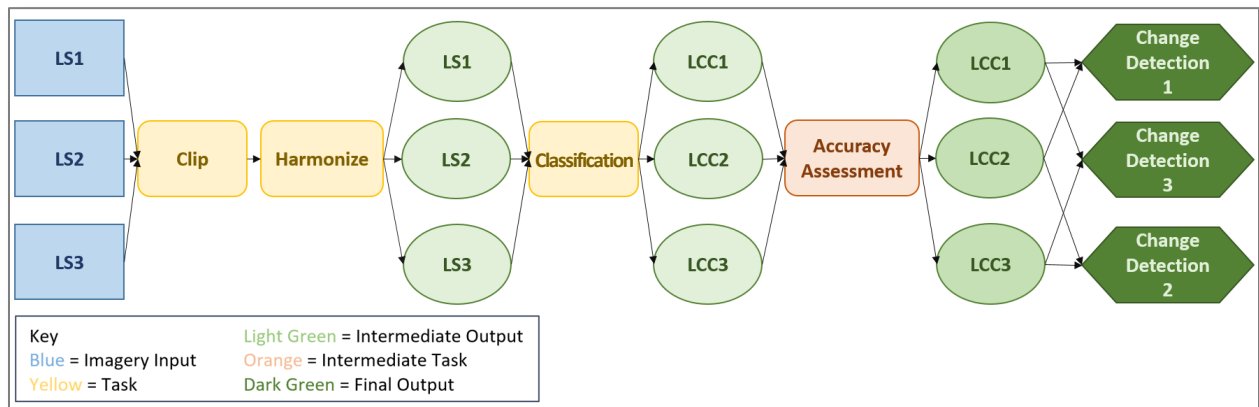 LS1
LS2
LS3
Clip
Harmonize
LS1
LS2
LS3
Classification
LCC1
LCC2
LCC3
Accuracy
Assessment
LCC1
LCC2
LCC3
Change
Detection
1
Change
Detection
3
Change
Detection
2
Key
Blue = Imagery Input
Yellow = Task
Light Green = Intermediate Output
Orange = Intermediate Task
Dark Green = Final Output